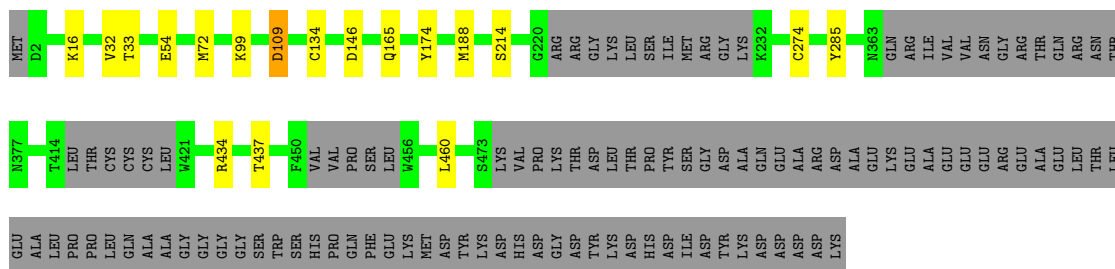 MET D2 K16 V32 T33 E54 M72 K99 D109 C134 D146 Q165 Y174 M188 S214 G220 ARG ARG GLY LYS LEU SER ILE MET ARG GLY LYS K232 C274 Y285 N363 GLN ARG ILE VAL VAL ASN GLY ARG THR GLN ARG ASN THR
N377 T414 LEU THR CYS CYS CYS LEU W421 R434 T437 F450 VAL VAL PRO SER LEU W456 L460 S473 LYS VAL PRO LYS THR ASP LEU THR PRO TYR SER GLY ASP ALA GLN GLU ALA ARG ASP ALA GLU LYS GLU ALA GLU GLU GLU ARG GLU ALA GLU LEU THR LEU
GLU ALA LEU PRO PRO LEU GLN ALA ALA GLY GLY GLY GLY SER TRP SER HIS PRO GLN PHE GLU LYS MET ASP TYR LYS ASP HIS ASP GLY ASP TYR LYS ASP HIS ASP ILE ASP TYR LYS ASP ASP ASP ASP LYS